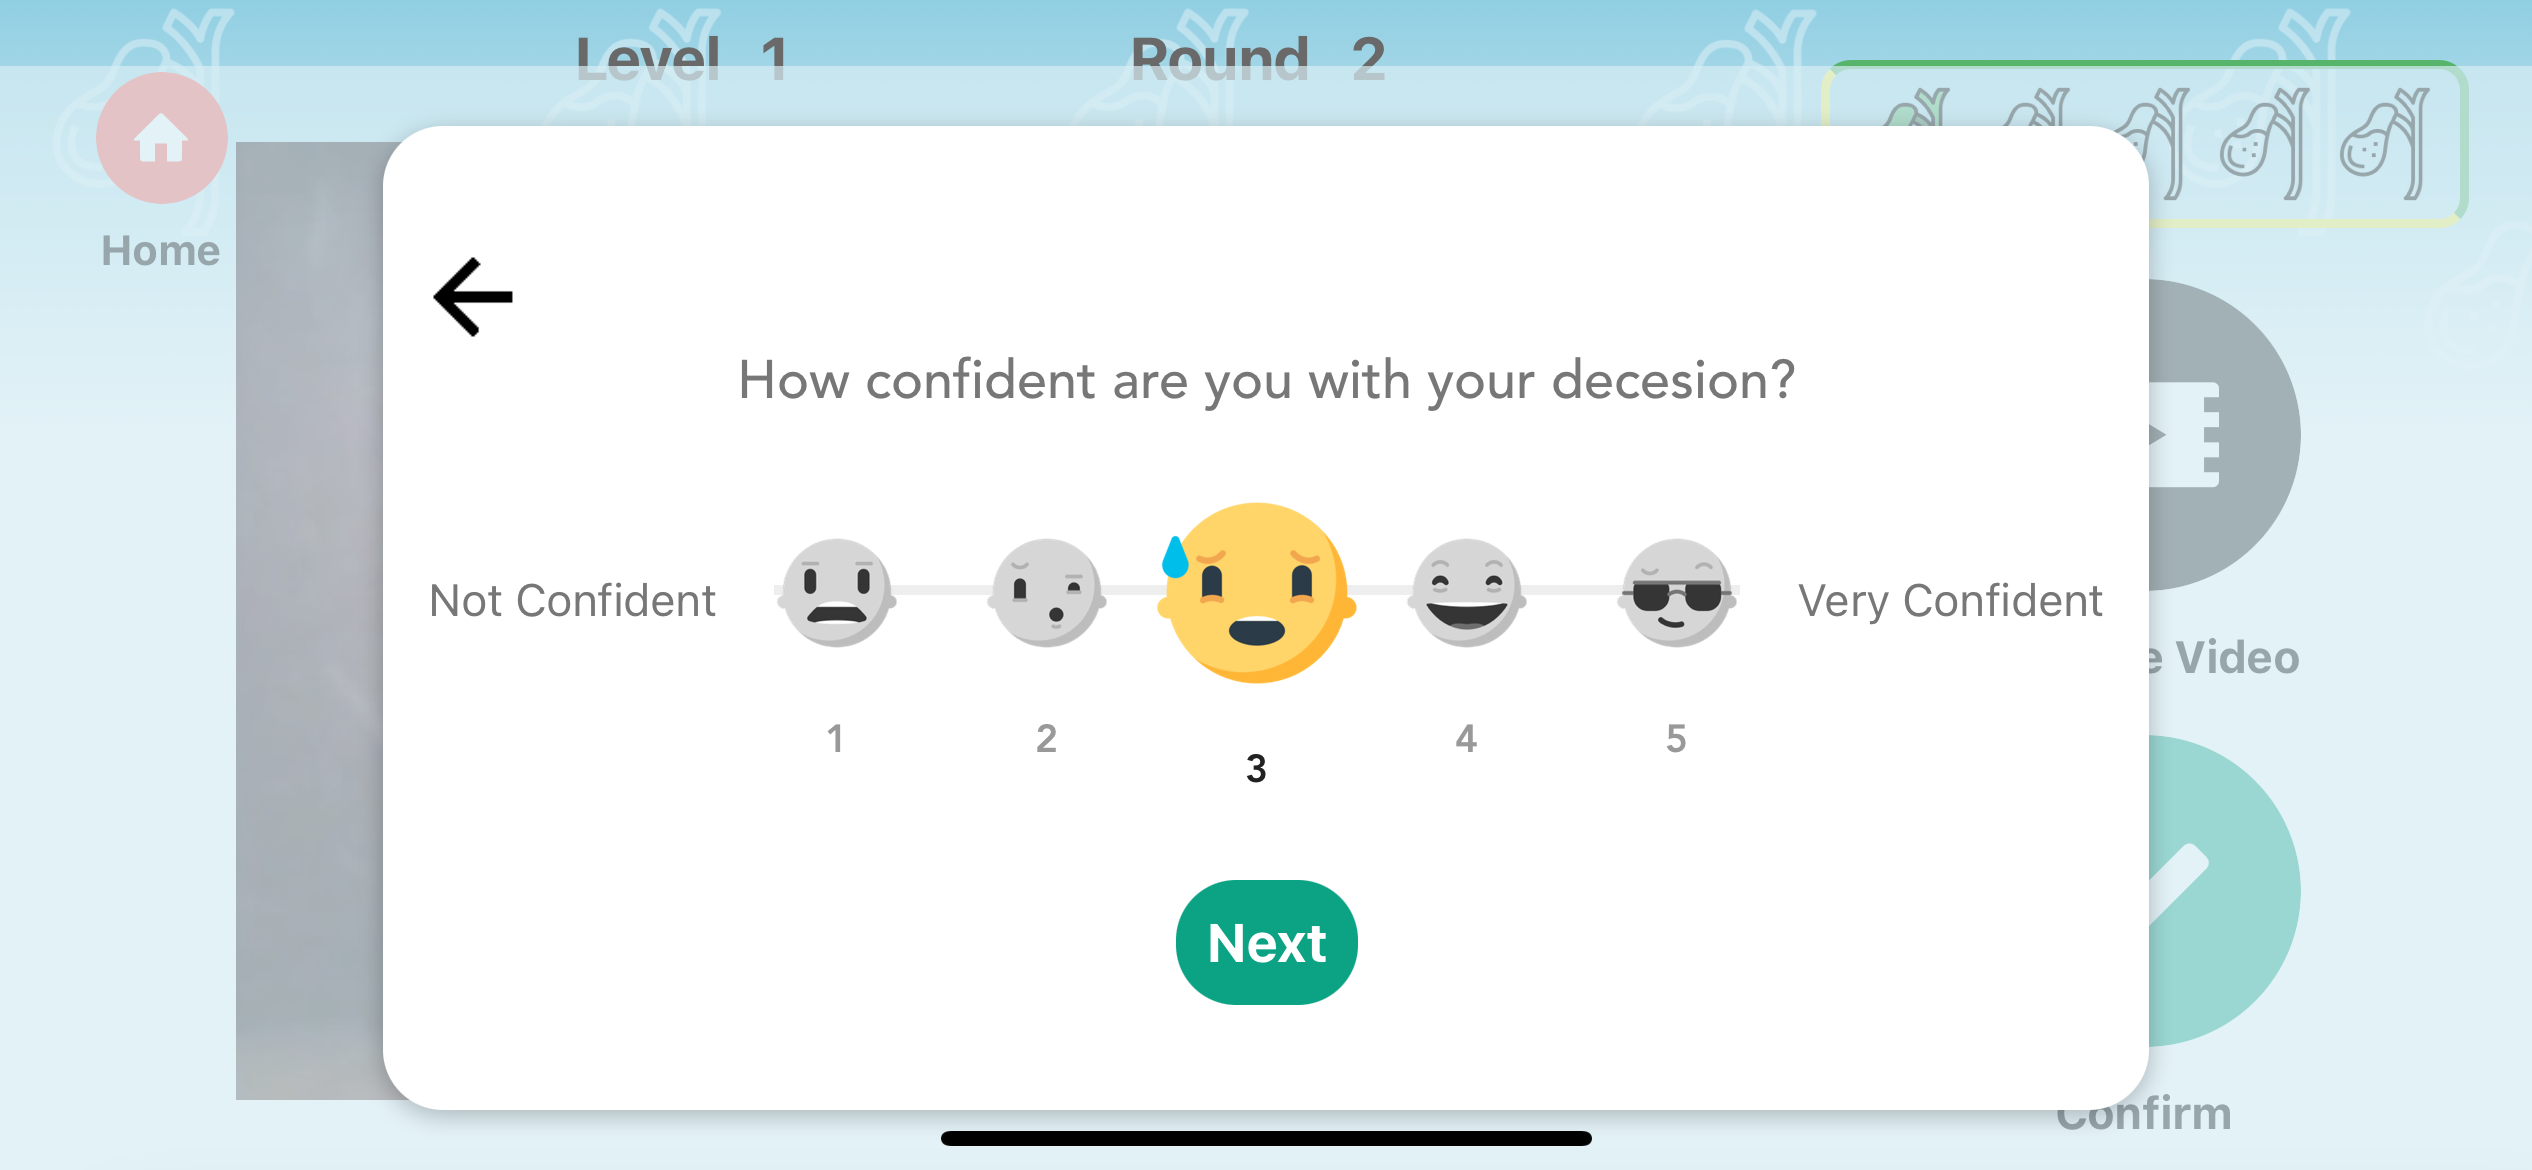 Level 1 Round 2
Home
How confident are you with your decesion?
Not Confident
Very Confident
1 2 3 4 5
e Video
Next
Confirm